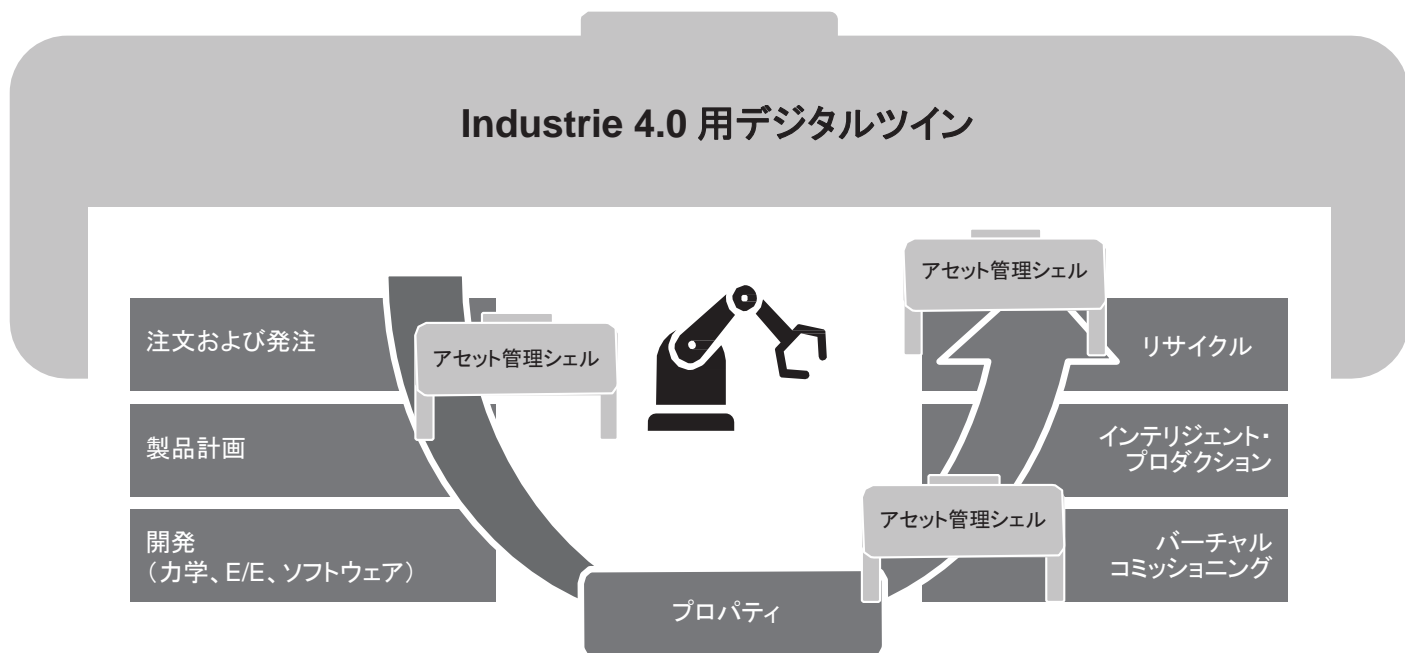 Industrie 4.0 用デジタルツイン
アセット管理シェル
注文および発注
アセット管理シェル
リサイクル
製品計画
インテリジェント・
プロダクション
アセット管理シェル
開発
(力学、E/E、ソフトウェア)
バーチャル
コミッショニング
プロパティ